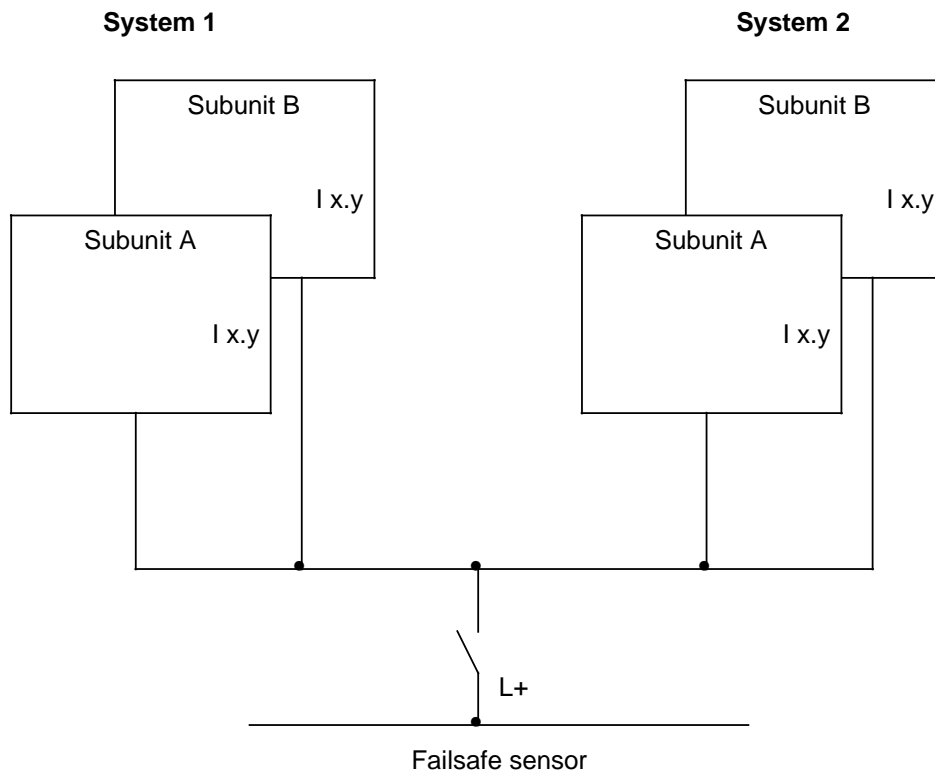 System 1
System 2
Subunit B
Subunit B
I x.y
I x.y
Subunit A
Subunit A
I x.y
I x.y
L+
Failsafe sensor